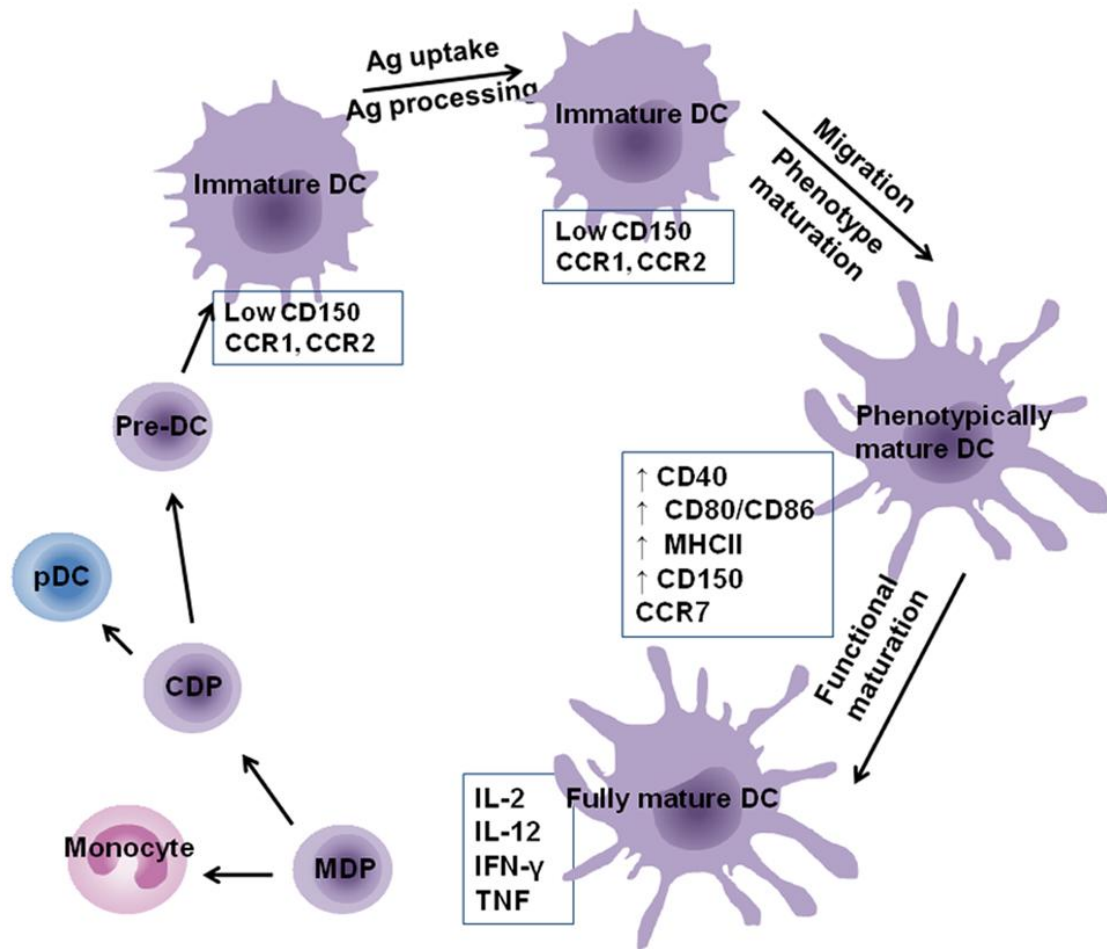 Ag uptake
Ag processing
Immature DC
Immature DC
Migration
Phenotype
maturation
Low CD150
CCR1, CCR2
Low CD150
CCR1, CCR2
Pre-DC
Phenotypically
mature DC
↑ CD40
↑ CD80/CD86
↑ MHCII
↑ CD150
CCR7
pDC
Functional
maturation
CDP
IL-2
IL-12
IFN-γ
TNF
Fully mature DC
Monocyte
MDP